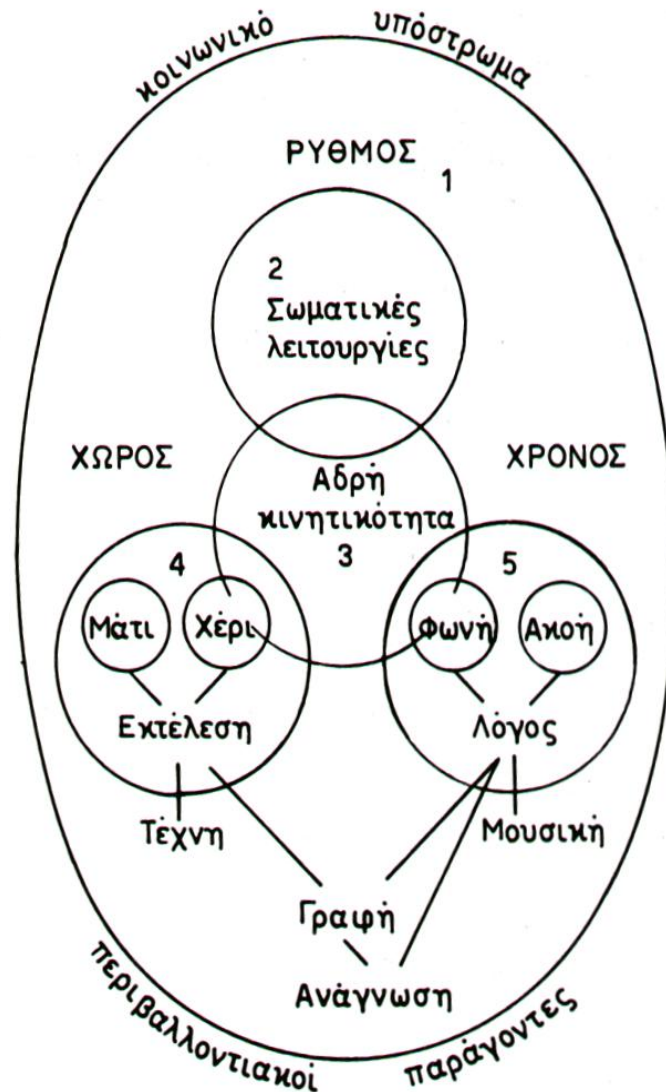 κοινωνικό υπόστρωμα
ΡΥΘΜΟΣ
1
2
Σωματικές
λειτουργίες
ΧΩΡΟΣ
ΧΡΟΝΟΣ
Αδρή
κινητικότητα
3
4
5
Μάτι
Χέρι
Φωνή
Ακοή
Εκτέλεση
Λόγος
Τέχνη
Μουσική
Γραφή
Ανάγνωση
περιβαλλοντιακοί παράγοντες